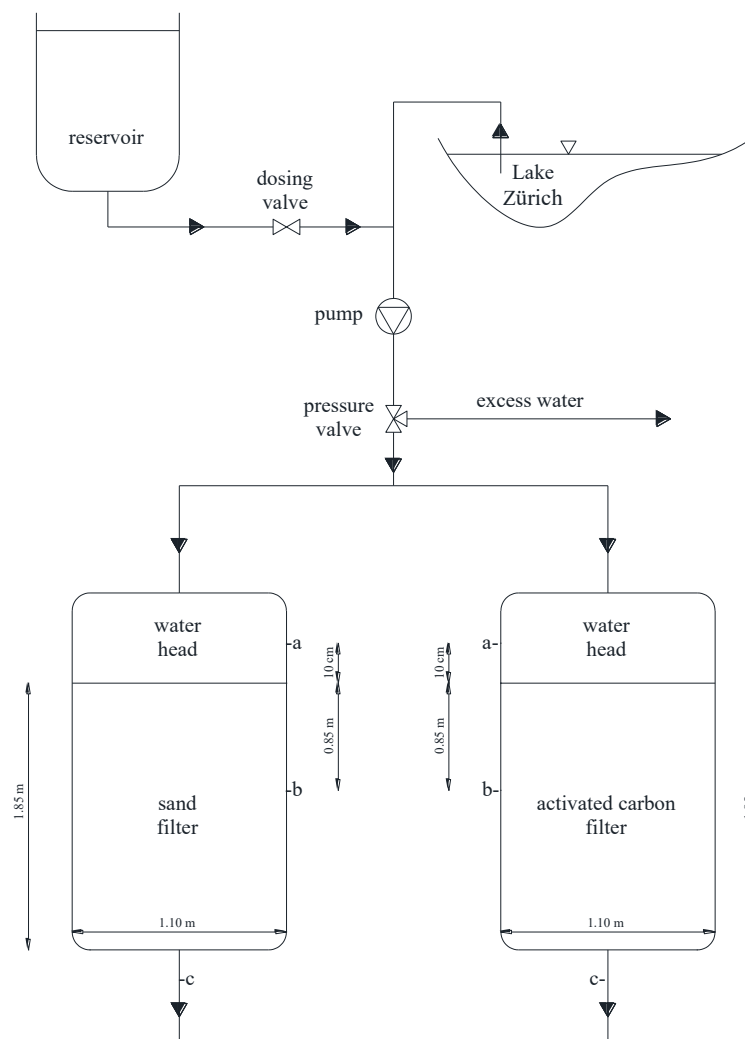 reservoir
dosing
valve
Lake
Zürich
pump
pressure
valve
excess water
water
head
-a
10 cm
0.85 m
-b
1.85 m
sand
filter
1.10 m
-c
water
head
a-
10 cm
0.85 m
b-
activated carbon
filter
1.10 m
c-